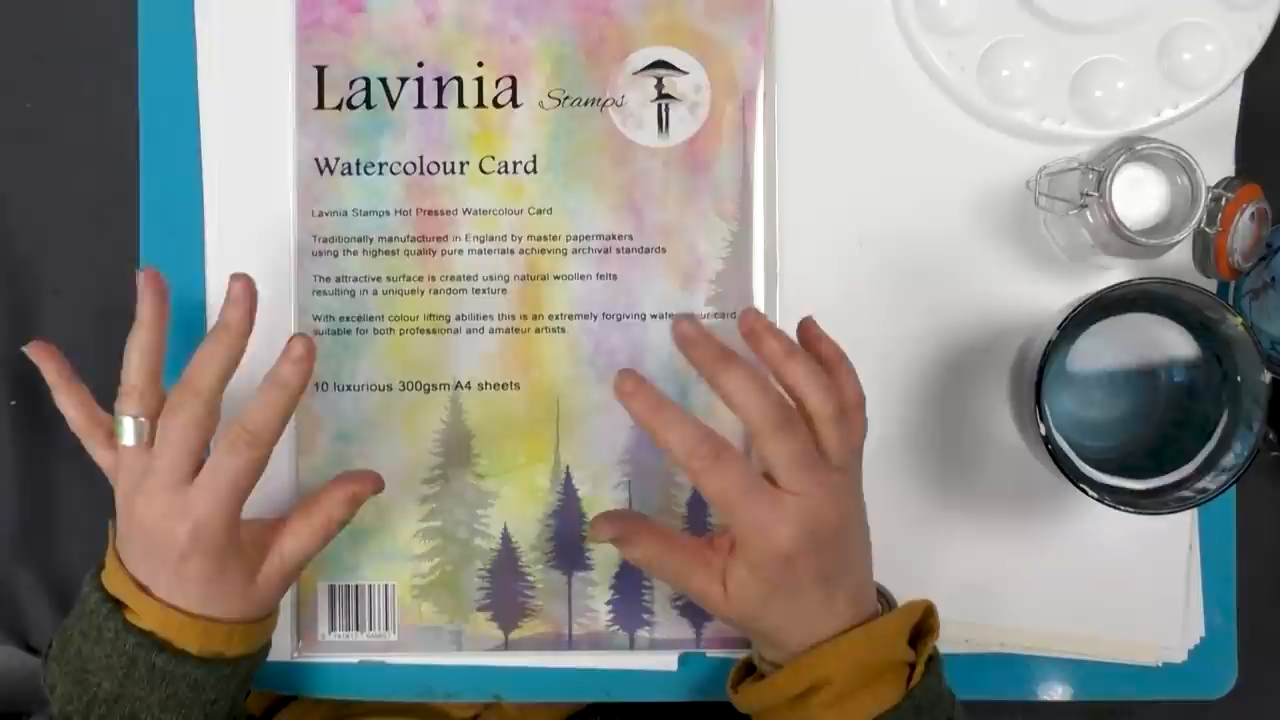 Lavinia Stamps
Watercolour Card
Lavinia Stamps Hot Pressed Watercolour Card
Traditionally manufactured in England by master papermakers
using the highest quality pure materials achieving archival standards
The attractive surface is created using natural woollen felts
resulting in a uniquely random texture
With excellent colour lifting abilities this is an extremely forgiving card
suitable for both professional and amateur artists.
10 luxurious 300gsm A4 sheets